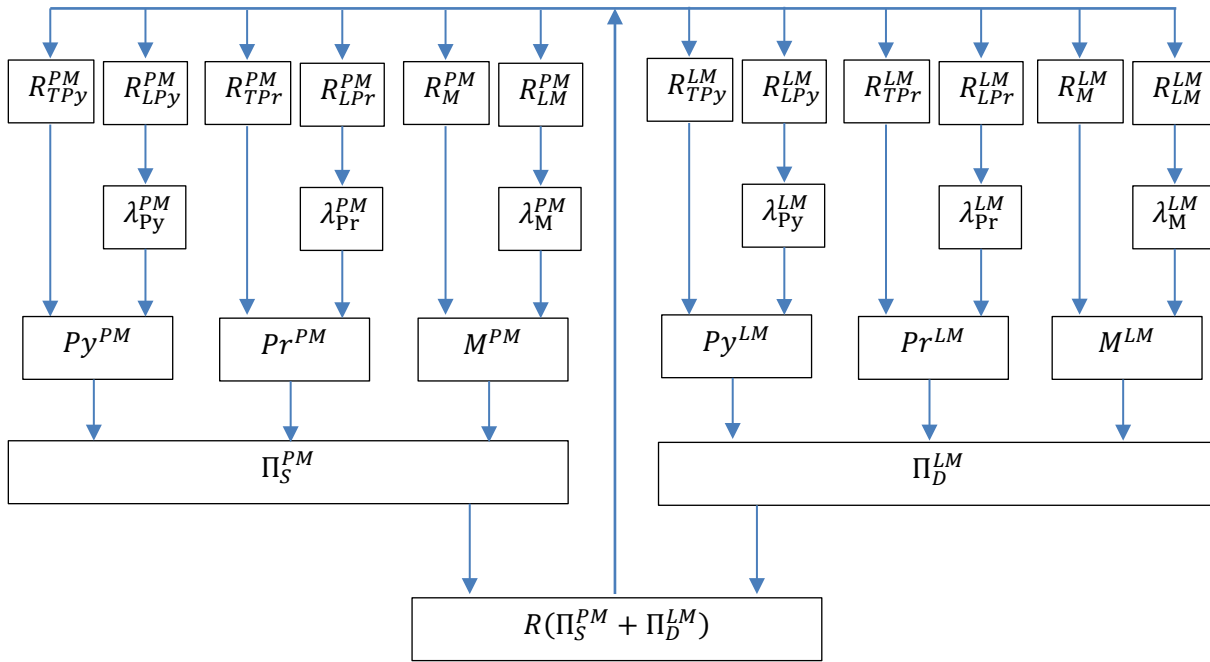 R_{TPy}^{PM} R_{LPy}^{PM} R_{TPr}^{PM} R_{LPr}^{PM} R_{M}^{PM} R_{LM}^{PM} R_{TPy}^{LM} R_{LPy}^{LM} R_{TPr}^{LM} R_{LPr}^{LM} R_{M}^{LM} R_{LM}^{LM}
λ_{Py}^{PM} λ_{Pr}^{PM} λ_{M}^{PM} λ_{Py}^{LM} λ_{Pr}^{LM} λ_{M}^{LM}
Py^{PM} Pr^{PM} M^{PM} Py^{LM} Pr^{LM} M^{LM}
Π_{S}^{PM} Π_{D}^{LM}
R(Π_{S}^{PM} + Π_{D}^{LM})